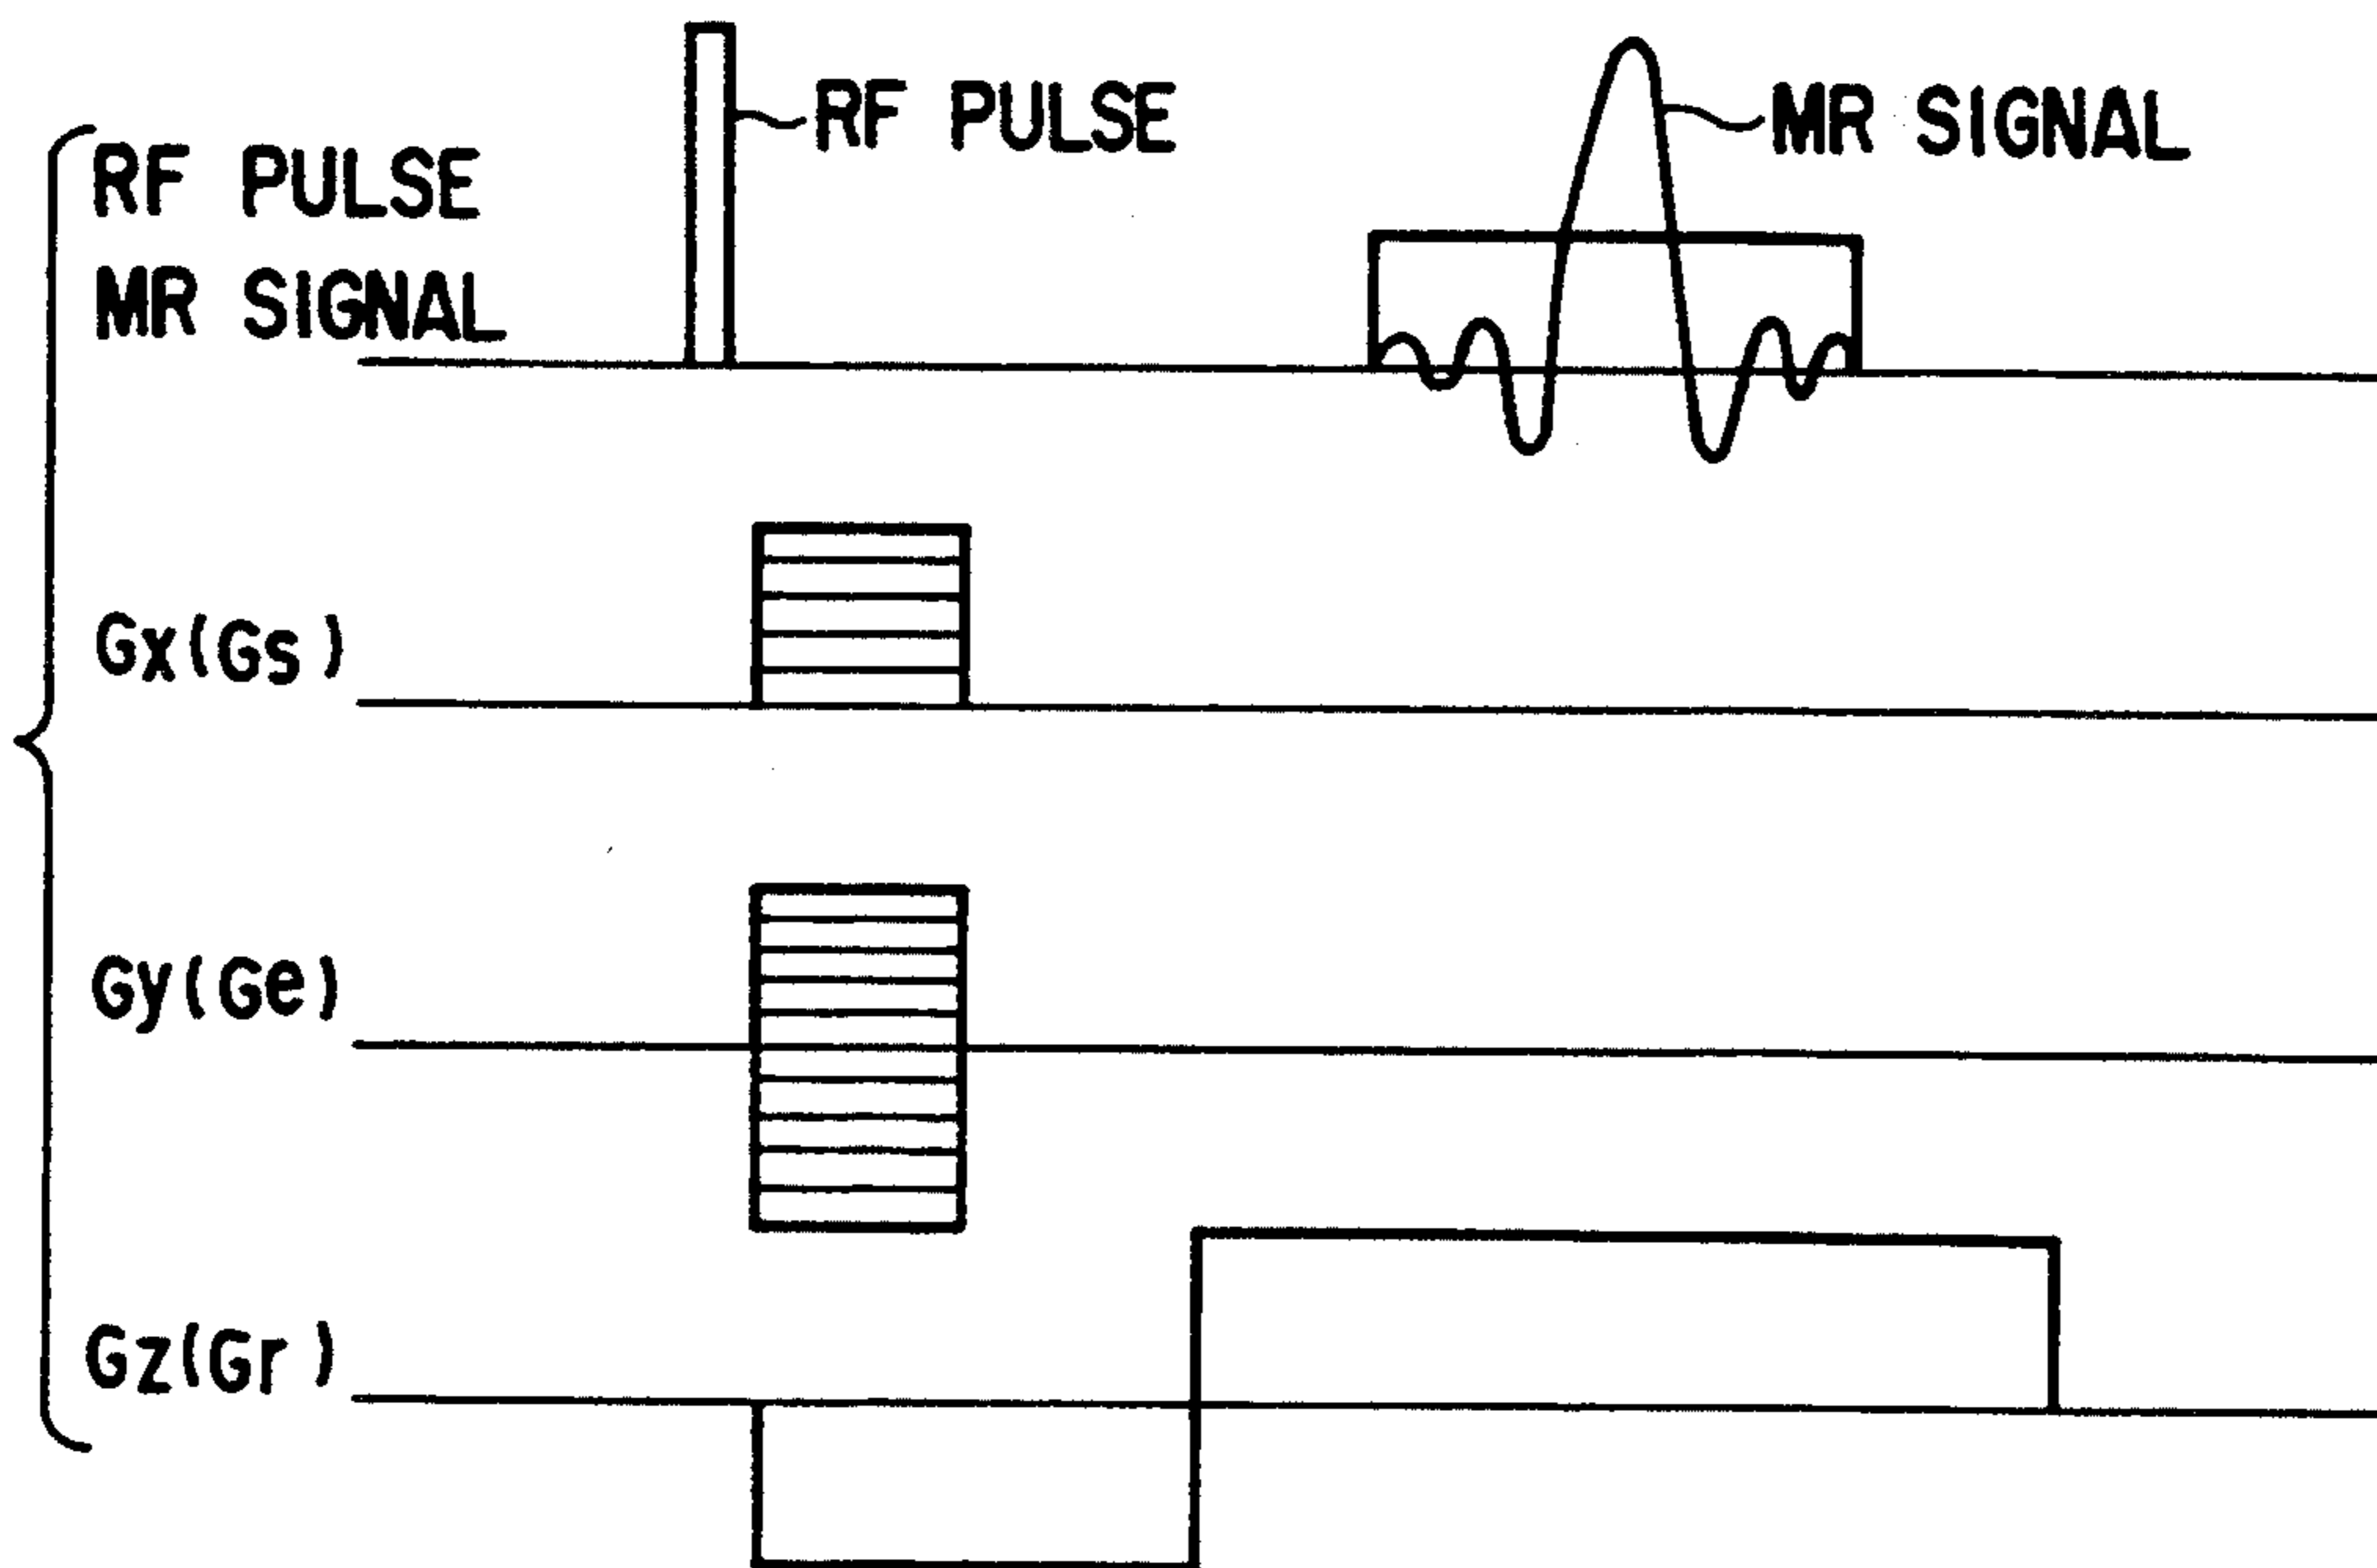 RF PULSE
MR SIGNAL
RF PULSE
MR SIGNAL
Gx(Gs)
Gy(Ge)
Gz(Gr)